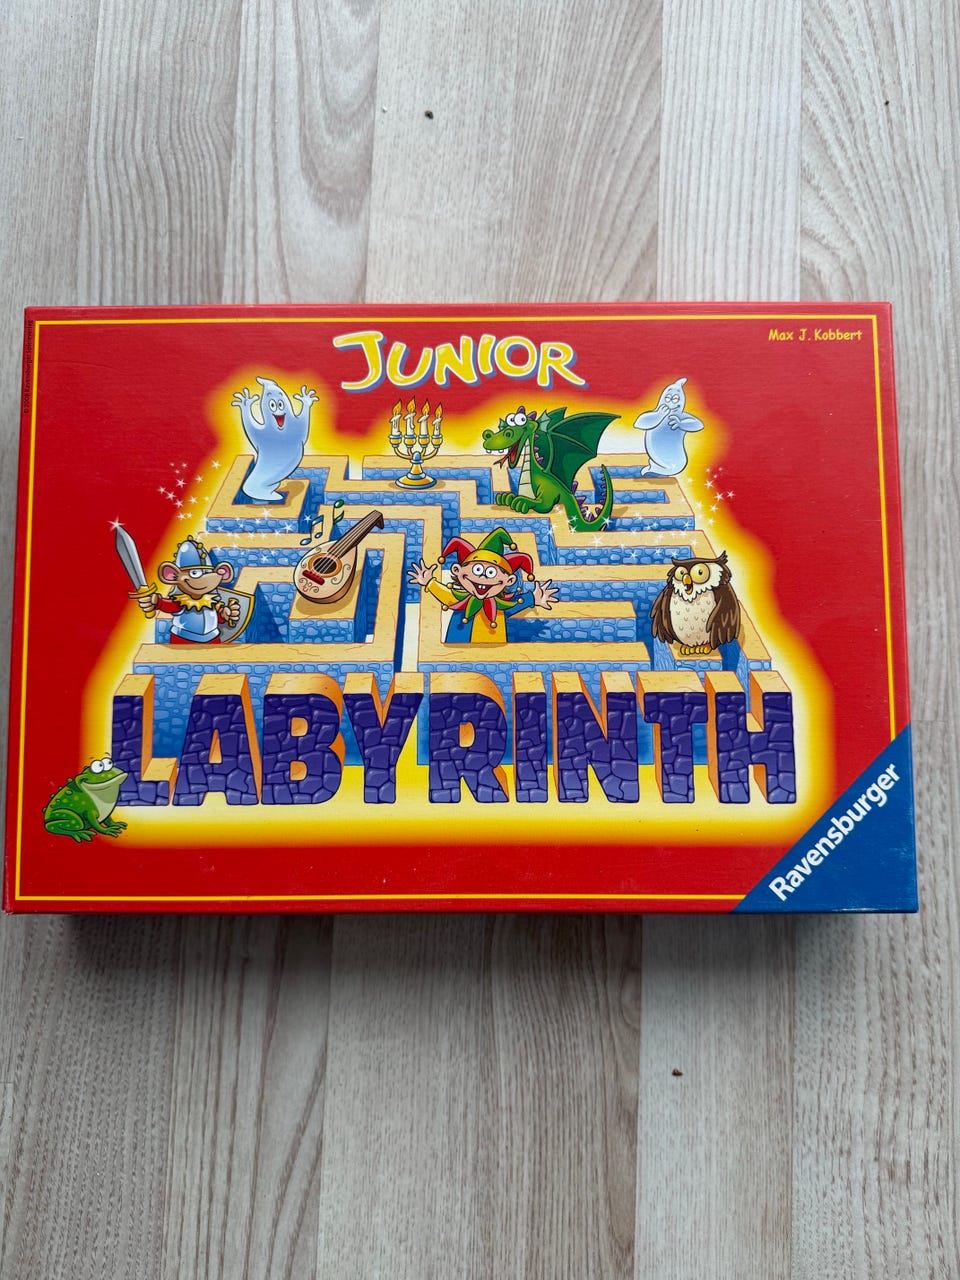 JUNIOR
Max J. Kobbert
LABYRINTH
Ravensburger